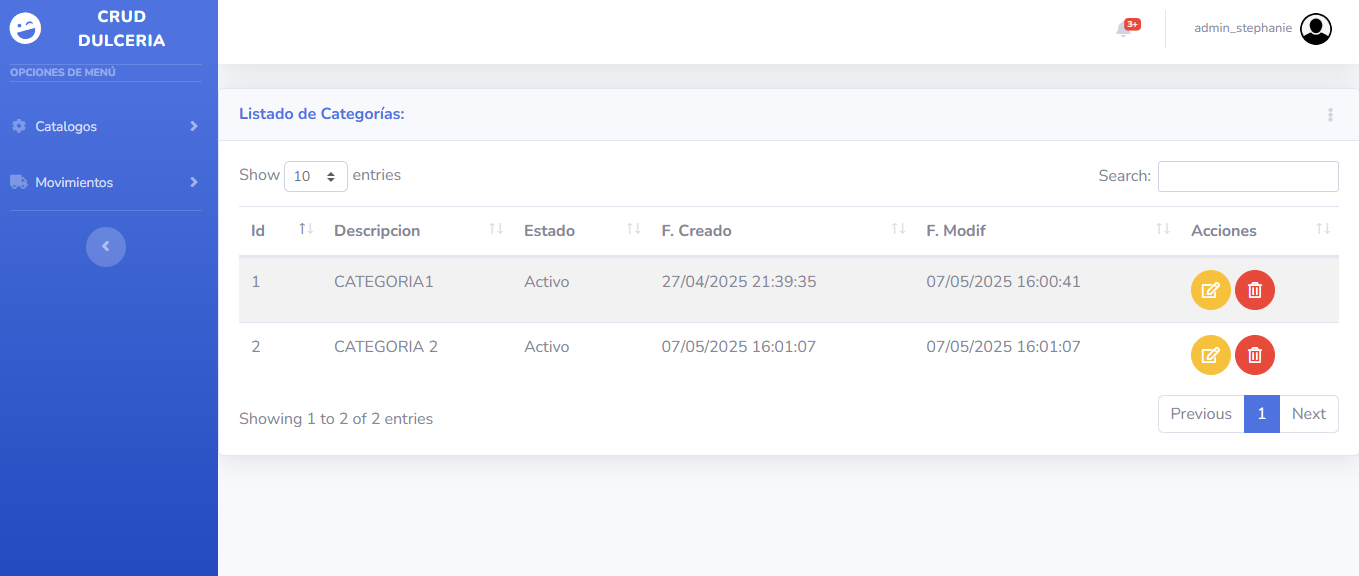 CRUD
DULCERIA
3+
admin_stephanie
OPCIONES DE MENÚ
Catalogos
Movimientos
Listado de Categorías:
Show 10 entries
Search:
Id Descripcion Estado F. Creado F. Modif Acciones
1 CATEGORIA1 Activo 27/04/2025 21:39:35 07/05/2025 16:00:41
2 CATEGORIA 2 Activo 07/05/2025 16:01:07 07/05/2025 16:01:07
Showing 1 to 2 of 2 entries
Previous 1 Next